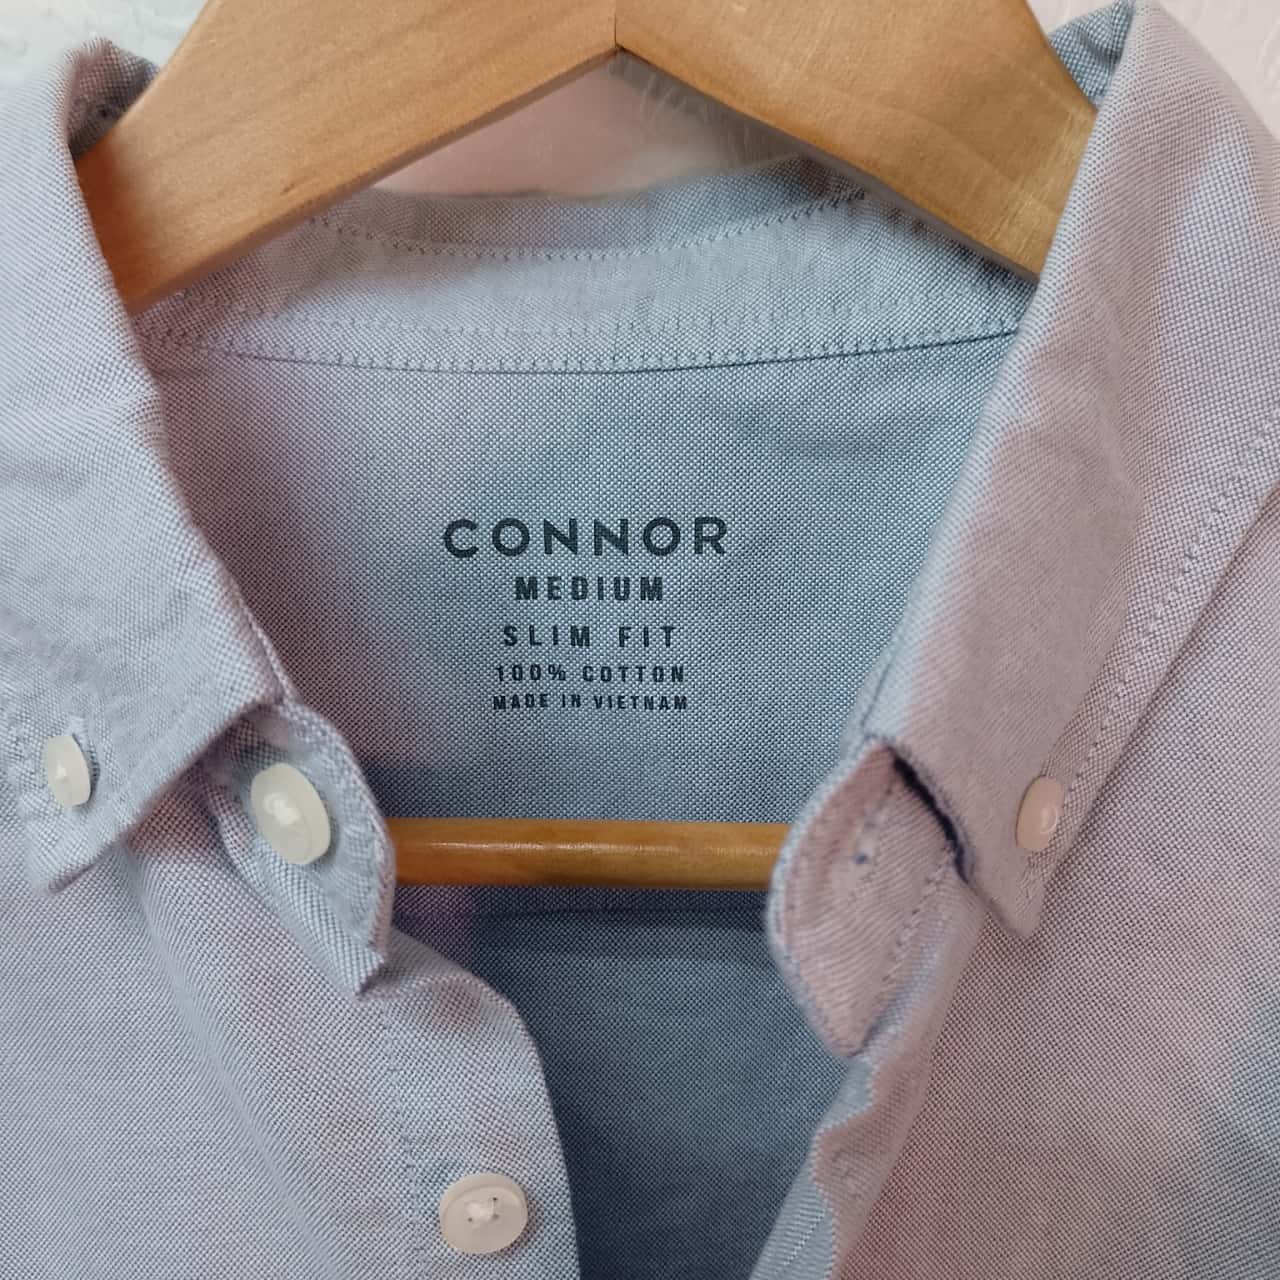 CONNOR
MEDIUM
SLIM FIT
100% COTTON
MADE IN VIETNAM